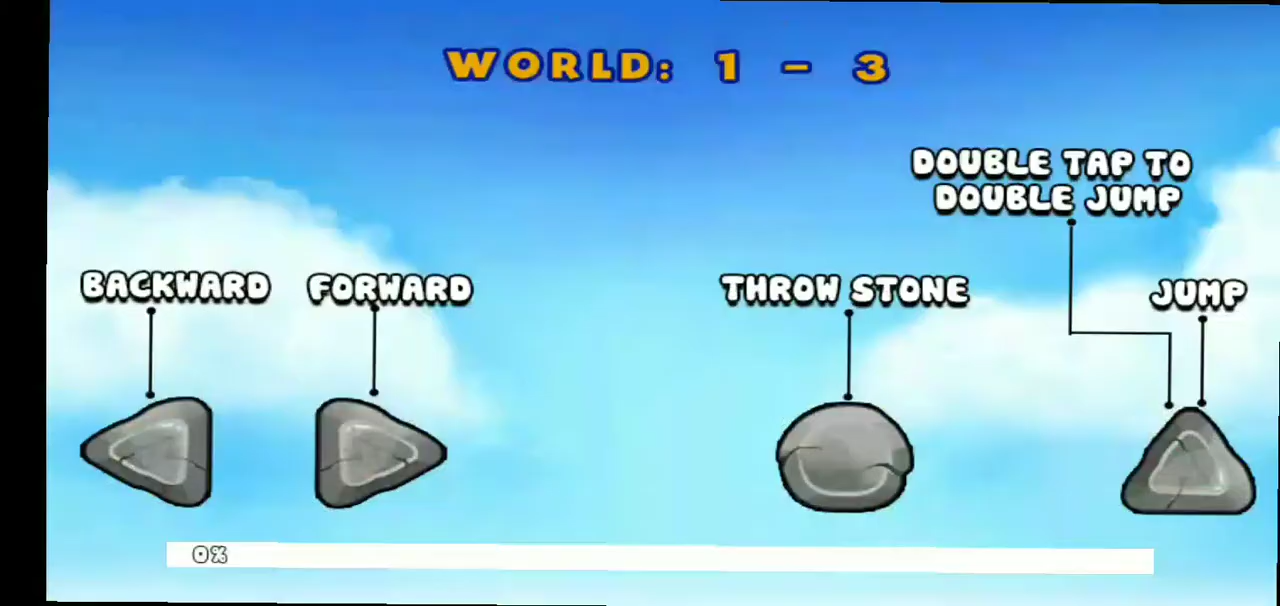 WORLD: 1 - 3
DOUBLE TAP TO
DOUBLE JUMP
BACKWARD
FORWARD
THROW STONE
JUMP
0%